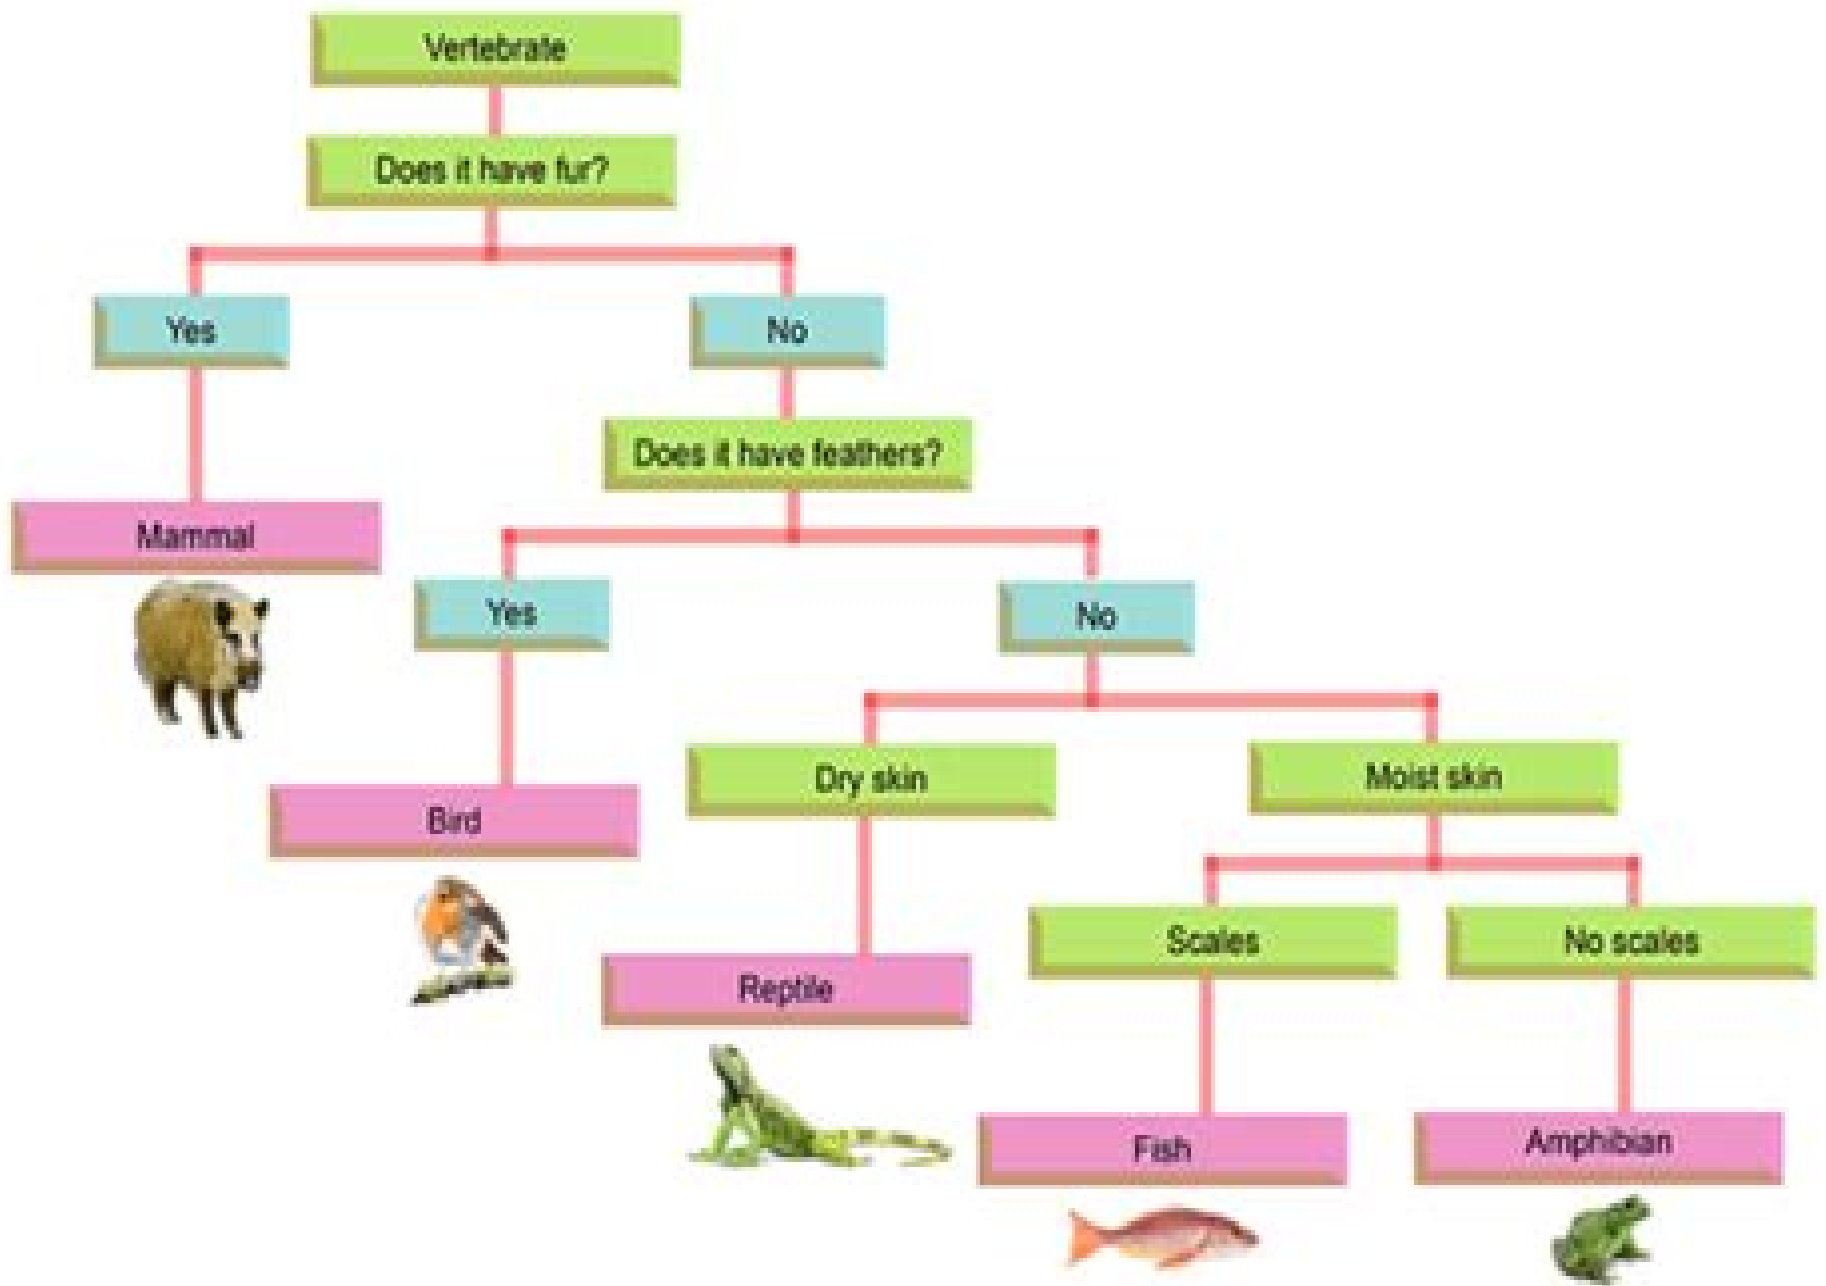 Vertebrate
Does it have fur?
Yes
No
Does it have feathers?
Mammal
Yes
No
Dry skin
Moist skin
Bird
Scales
No scales
Reptile
Fish
Amphibian